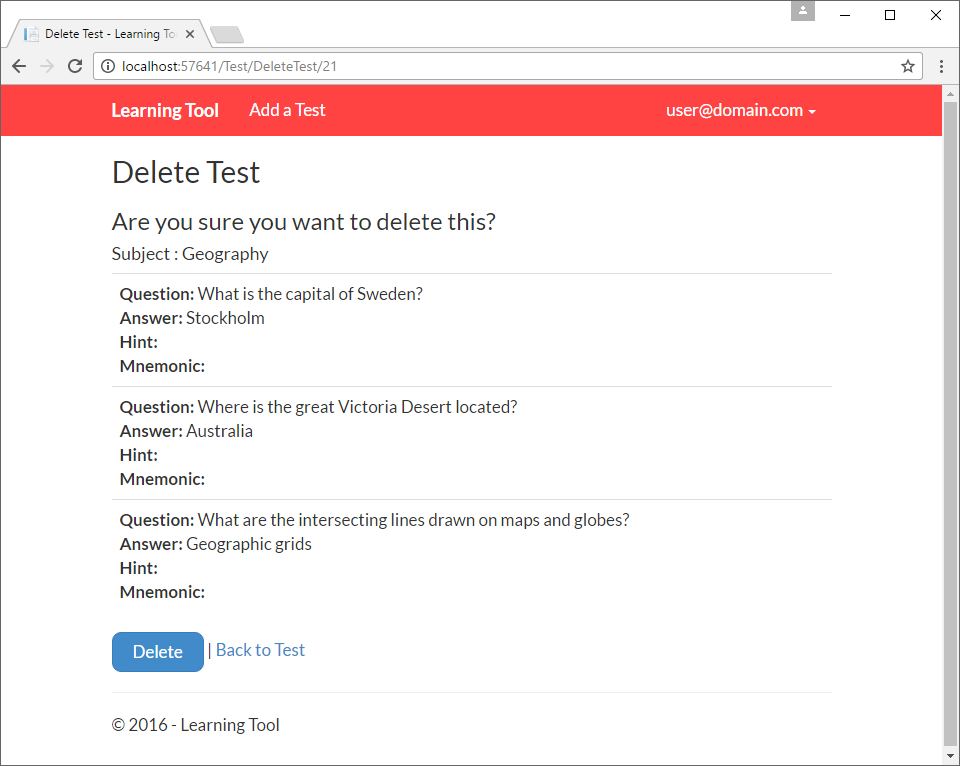 Delete Test - Learning To
localhost:57641/Test/DeleteTest/21
Learning Tool Add a Test user@domain.com
Delete Test
Are you sure you want to delete this?
Subject : Geography
Question: What is the capital of Sweden?
Answer: Stockholm
Hint:
Mnemonic:
Question: Where is the great Victoria Desert located?
Answer: Australia
Hint:
Mnemonic:
Question: What are the intersecting lines drawn on maps and globes?
Answer: Geographic grids
Hint:
Mnemonic:
Delete | Back to Test
© 2016 - Learning Tool